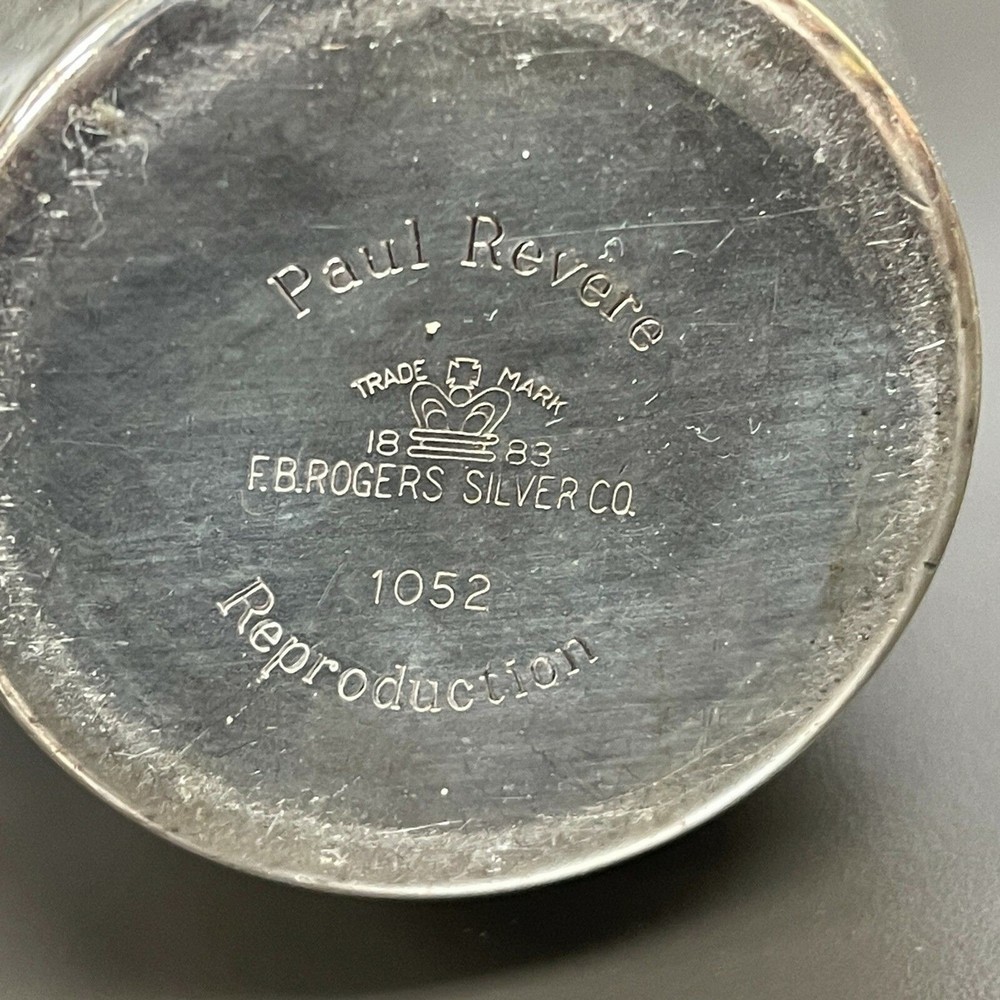 Paul Revere
TRADE MARK
18 83
F.B.ROGERS SILVER CO.
1052
Reproduction